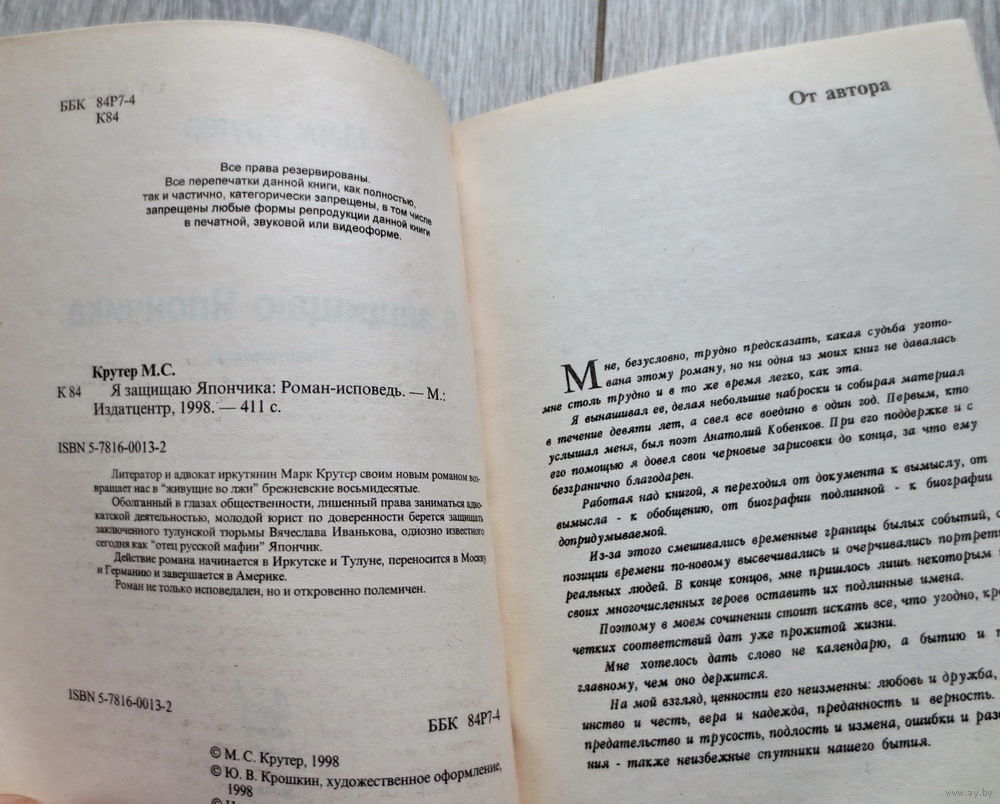 ББК 84Р7-4
К84
Все права резервированы.
Все перепечатки данной книги, как полностью,
так и частично, категорически запрещены, в том числе
запрещены любые формы репродукции данной книги
в печатной, звуковой или видеоформе.
Крутер М.С.
К 84 Я защищаю Япончика: Роман-исповедь. — М.:
Издатцентр, 1998. — 411 с.
ISBN 5-7816-0013-2
Литератор и адвокат иркутянин Марк Крутер своим новым романом воз-
вращает нас в “живущие во лжи” брежневские восьмидесятые.
Оболганный в глазах общественности, лишенный права заниматься адво-
катской деятельностью, молодой юрист по доверенности берется защищать
заключенного тулунской тюрьмы Вячеслава Иванькова, одиозно известного
сегодня как “отец русской мафии” Япончик.
Действие романа начинается в Иркутске и Тулуне, переносится в Москву
и Германию и завершается в Америке.
Роман не только исповедален, но и откровенно полемичен.
ISBN 5-7816-0013-2
ББК 84Р7-4
© М. С. Крутер, 1998
© Ю. В. Крошкин, художественное оформление,
1998
От автора
Мне, безусловно, трудно предсказать, какая судьба угото-
вана этому роману, но ни одна из моих книг не давалась
мне столь трудно и в то же время легко, как эта.
Я вынашивал ее, делая небольшие наброски и собирая материал
в течение девяти лет, а свел все воедино в один год. Первым, кто
услышал меня, был поэт Анатолий Кобенков. При его поддержке и с
его помощью я довел свои черновые зарисовки до конца, за что ему
безгранично благодарен.
Работая над книгой, я переходил от документа к вымыслу, от
вымысла - к обобщению, от биографии подлинной - к биографии
допридумываемой.
Из-за этого смешивались временные границы былых событий, с
позиции времени по-новому высвечивались и очерчивались портреты
реальных людей. В конце концов, мне пришлось лишь некоторым
своих многочисленных героев оставить их подлинные имена.
Поэтому в моем сочинении стоит искать все, что угодно,
четких соответствий дат уже прожитой жизни.
Мне хотелось дать слово не календарю, а бытию и
главному, чем оно держится.
На мой взгляд, ценности его неизменны: любовь и дружба,
инство и честь, вера и надежда, преданность и верность.
предательство и трусость, подлость и измена, ошибки и
ния - также неизбежные спутники нашего бытия.
www.ay.by